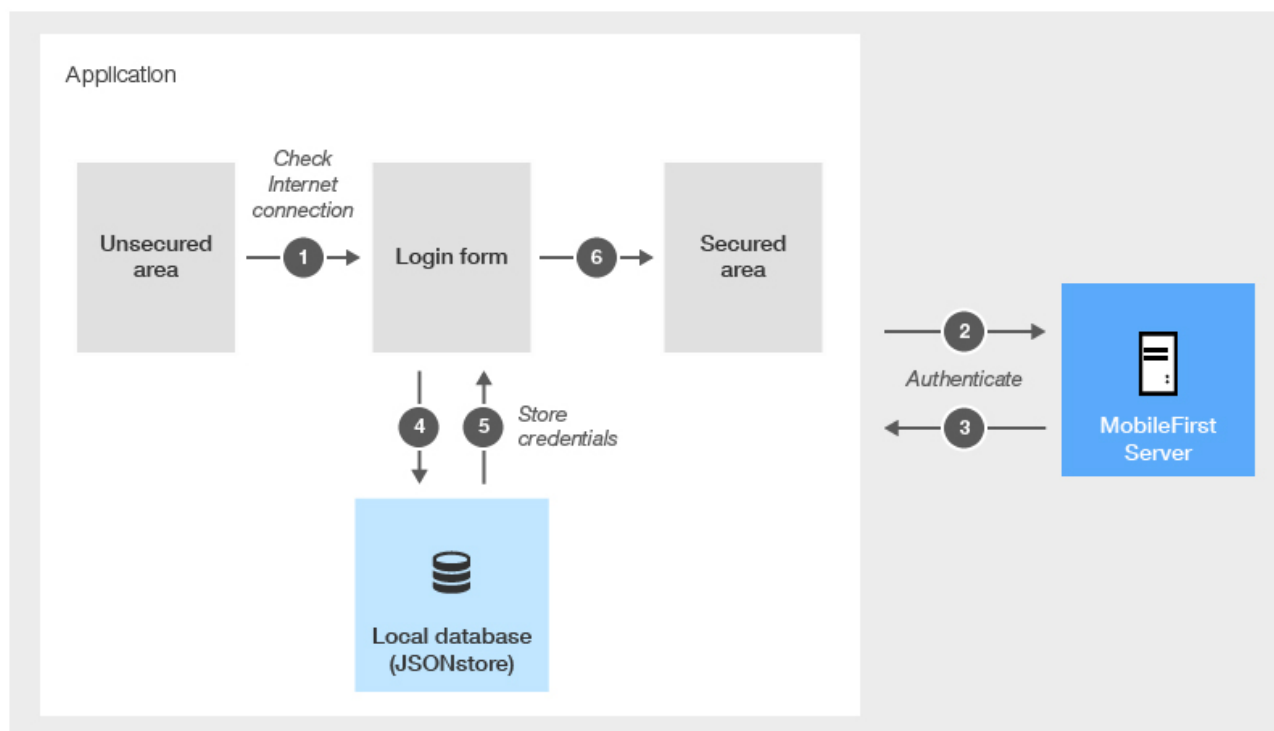 Application
Check
Internet
connection
Unsecured
area
1
Login form
6
Secured
area
2
Authenticate
3
MobileFirst
Server
4
5
Store
credentials
Local database
(JSONstore)